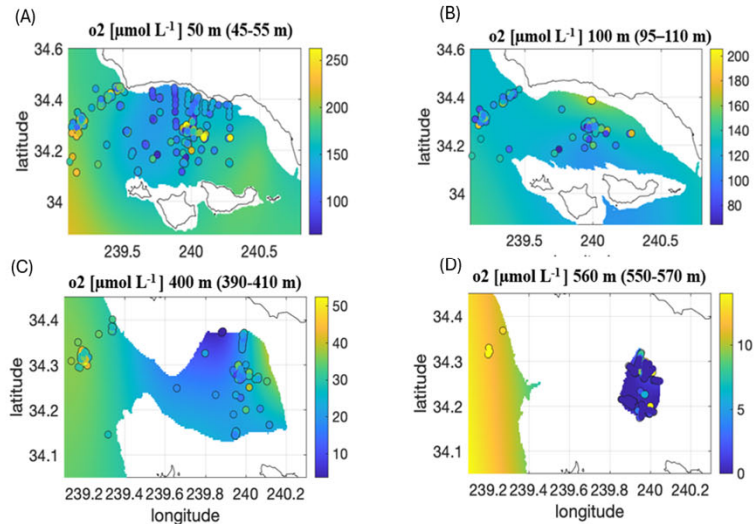 (A)
o2 [µmol L⁻¹] 50 m (45-55 m)
34.6
34.4
34.2
34
latitude
239.5 240 240.5
250
200
150
100
(B)
o2 [µmol L⁻¹] 100 m (95–110 m)
34.6
34.4
34.2
34
latitude
239.5 240 240.5
200
180
160
140
120
100
80
(C)
o2 [µmol L⁻¹] 400 m (390-410 m)
34.4
34.3
34.2
34.1
latitude
239.2 239.4 239.6 239.8 240 240.2
longitude
50
40
30
20
10
(D)
o2 [µmol L⁻¹] 560 m (550-570 m)
34.4
34.3
34.2
34.1
latitude
239.2 239.4 239.6 239.8 240 240.2
longitude
10
5
0